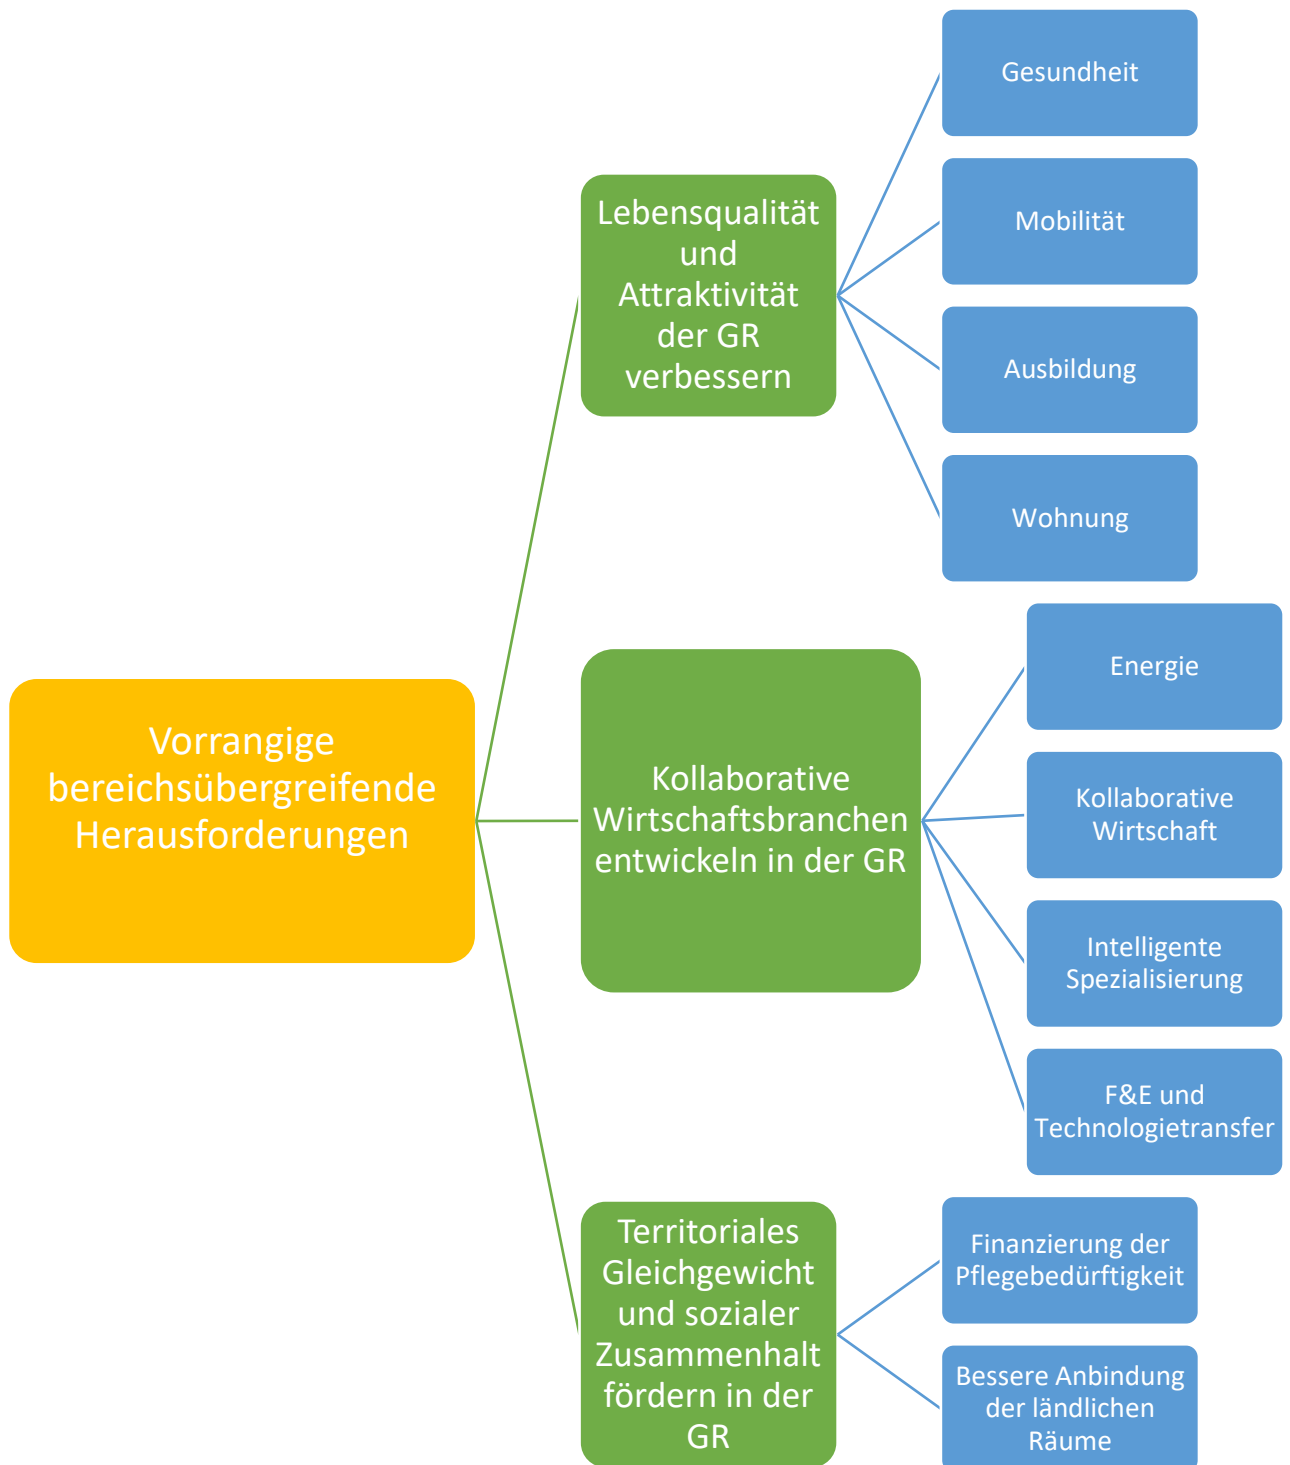 Vorrangige
bereichsübergreifende
Herausforderungen
Lebensqualität
und
Attraktivität
der GR
verbessern
Gesundheit
Mobilität
Ausbildung
Wohnung
Kollaborative
Wirtschaftsbranchen
entwickeln in der GR
Energie
Kollaborative
Wirtschaft
Intelligente
Spezialisierung
F&E und
Technologietransfer
Territoriales
Gleichgewicht
und sozialer
Zusammenhalt
fördern in der
GR
Finanzierung der
Pflegebedürftigkeit
Bessere Anbindung
der ländlichen
Räume